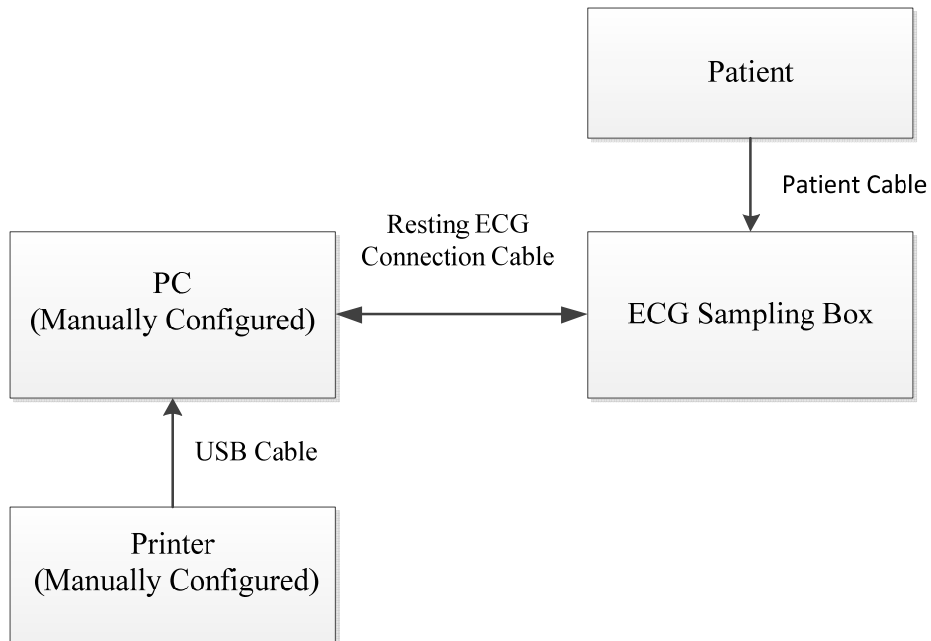 Patient
Patient Cable
Resting ECG
Connection Cable
PC
(Manually Configured)
ECG Sampling Box
USB Cable
Printer
(Manually Configured)